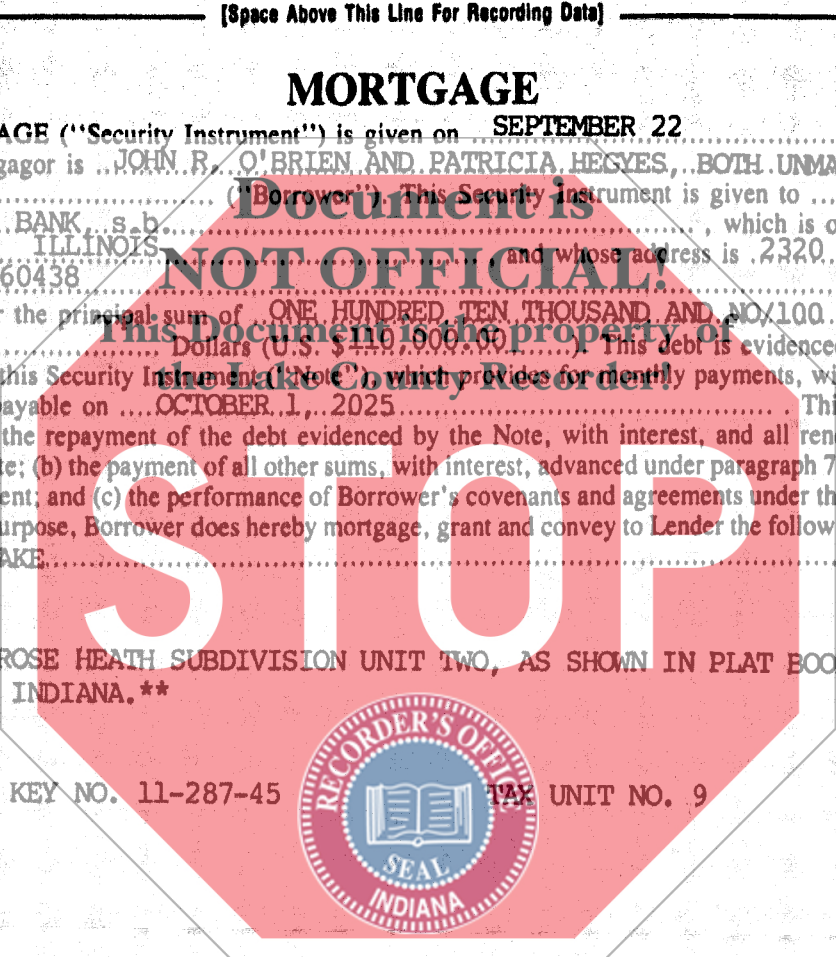 [Space Above This Line For Recording Data]
MORTGAGE
AGE ("Security Instrument") is given on SEPTEMBER 22
gagor is JOHN R. O'BRIEN AND PATRICIA HEGYES, BOTH UNMA
("Borrower"). This Security Instrument is given to
Document is
BANK, s.b. , which is o
ILLINOIS and whose address is 2320
NOT OFFICIAL!
60438
r the principal sum of ONE HUNDRED TEN THOUSAND AND NO/100
This Document is the property of
Dollars (U.S. $110,000.00 ). This debt is evidenced
the Lake County Recorder!
this Security Instrument ("Note"), which provides for monthly payments, wi
payable on OCTOBER 1, 2025 Thi
the repayment of the debt evidenced by the Note, with interest, and all ren
te; (b) the payment of all other sums, with interest, advanced under paragraph 7
ent; and (c) the performance of Borrower's covenants and agreements under th
urpose, Borrower does hereby mortgage, grant and convey to Lender the follow
AKE
STOP
ROSE HEATH SUBDIVISION UNIT TWO, AS SHOWN IN PLAT BOO
INDIANA.**
KEY NO. 11-287-45 TAX UNIT NO. 9
RECORDER'S OFFICE
SEAL
INDIANA